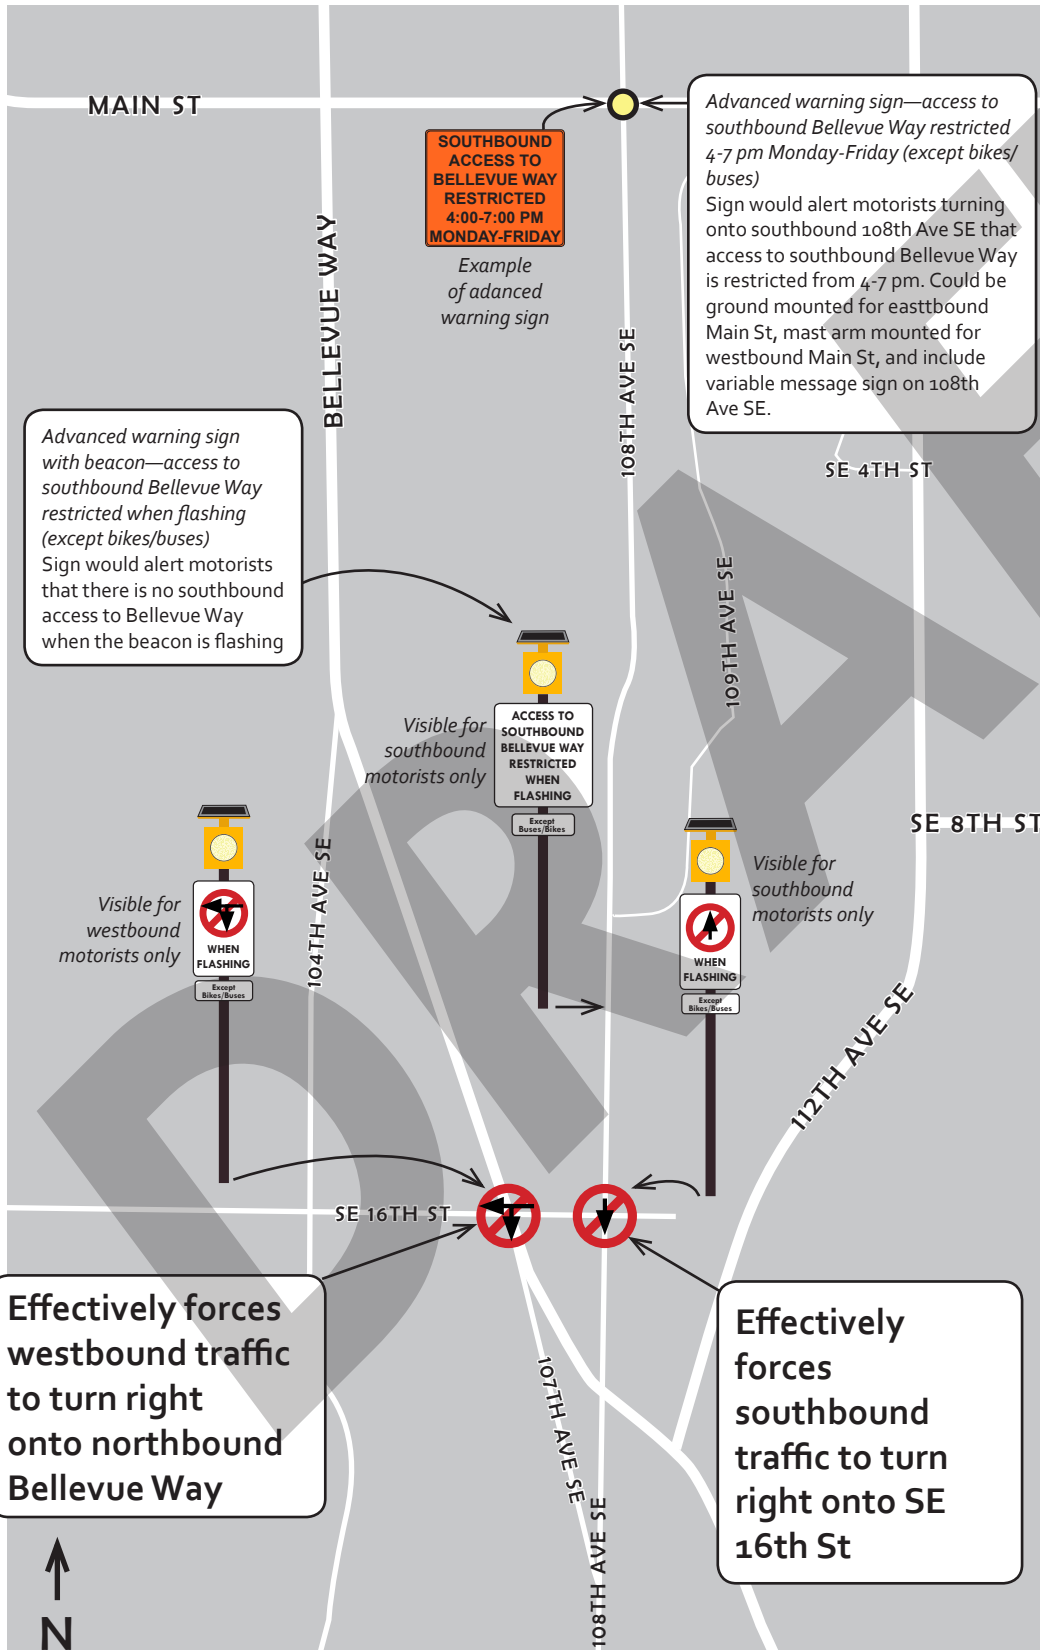 MAIN ST
SOUTHBOUND
ACCESS TO
BELLEVUE WAY
RESTRICTED
4:00-7:00 PM
MONDAY-FRIDAY
Example
of adanced
warning sign
Advanced warning sign—access to
southbound Bellevue Way restricted
4-7 pm Monday-Friday (except bikes/
buses)
Sign would alert motorists turning
onto southbound 108th Ave SE that
access to southbound Bellevue Way
is restricted from 4-7 pm. Could be
ground mounted for easttbound
Main St, mast arm mounted for
westbound Main St, and include
variable message sign on 108th
Ave SE.
BELLEVUE WAY
108TH AVE SE
Advanced warning sign
with beacon—access to
southbound Bellevue Way
restricted when flashing
(except bikes/buses)
Sign would alert motorists
that there is no southbound
access to Bellevue Way
when the beacon is flashing
SE 4TH ST
109TH AVE SE
Visible for
southbound
motorists only
ACCESS TO
SOUTHBOUND
BELLEVUE WAY
RESTRICTED
WHEN
FLASHING
Except
Buses/Bikes
SE 8TH ST
Visible for
westbound
motorists only
WHEN
FLASHING
Except
Bikes/Buses
104TH AVE SE
Visible for
southbound
motorists only
WHEN
FLASHING
Except
Bikes/Buses
112TH AVE SE
SE 16TH ST
Effectively forces
westbound traffic
to turn right
onto northbound
Bellevue Way
107TH AVE SE
108TH AVE SE
Effectively
forces
southbound
traffic to turn
right onto SE
16th St
N
DRAF